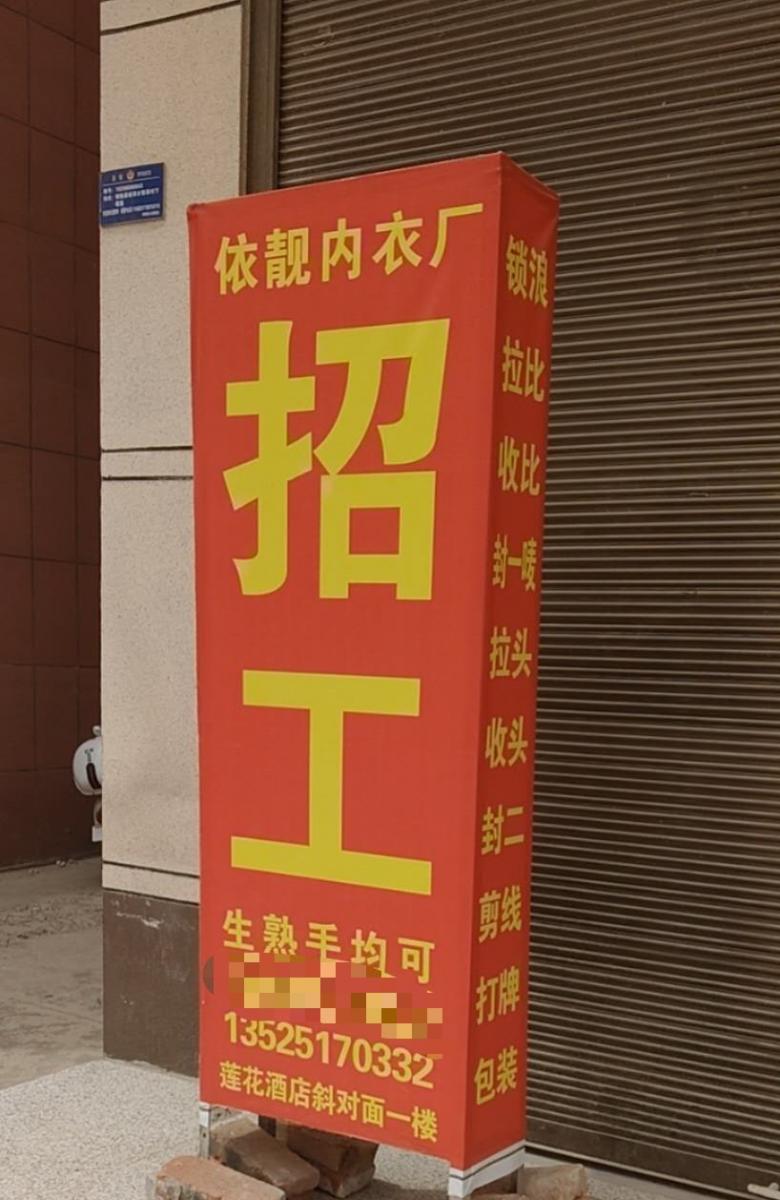 依靓内衣厂
招
工
生熟手均可
13525170332
莲花酒店斜对面一楼
锁浪
拉比
收比
封一唛
拉头
收头
封二
剪线
打牌
包装